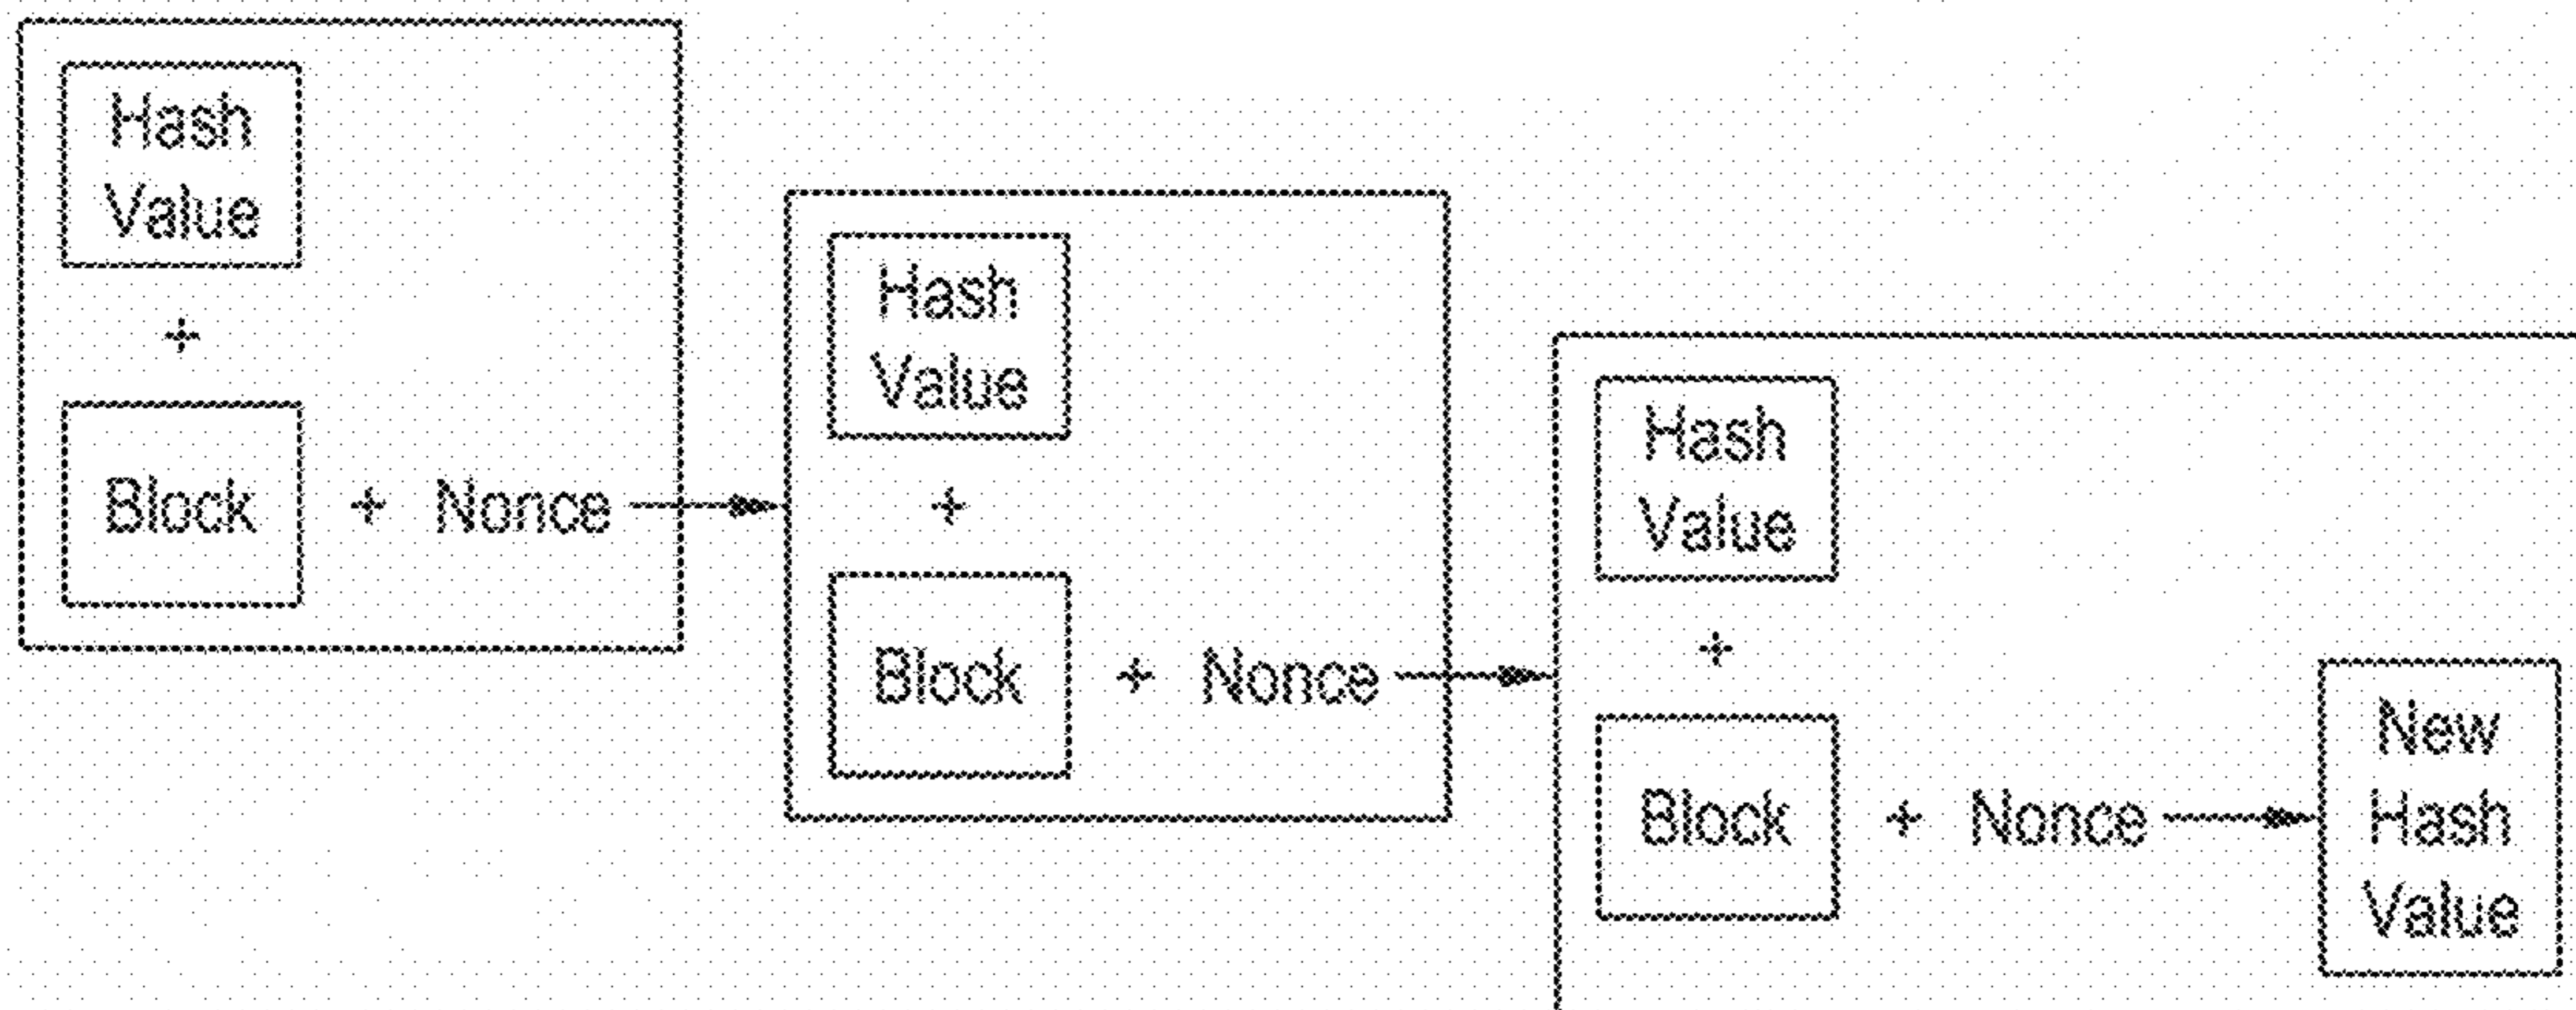 Hash
Value
+
Block + Nonce
Hash
Value
+
Block + Nonce
Hash
Value
+
Block + Nonce
New
Hash
Value